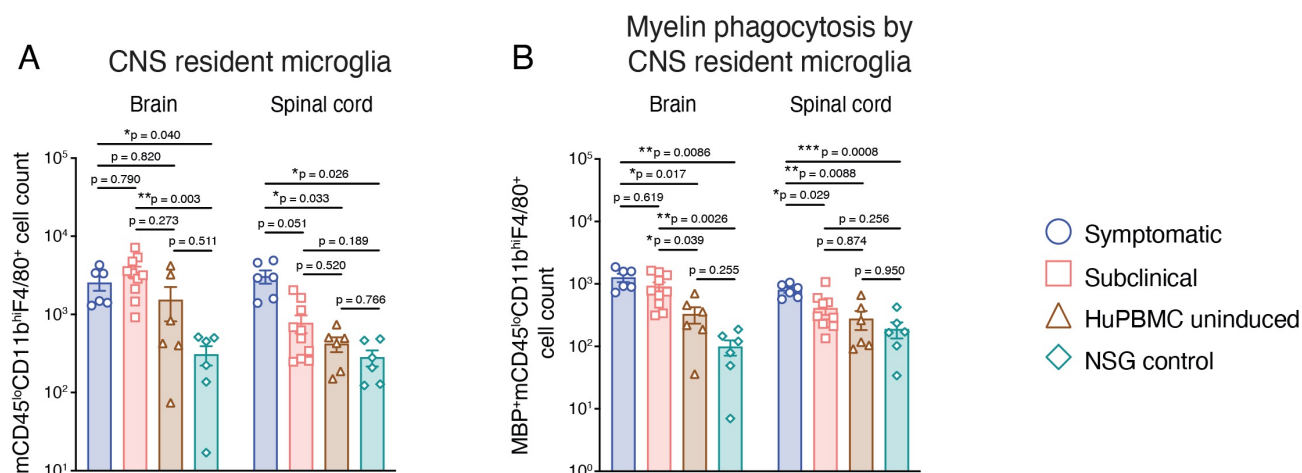 A
CNS resident microglia
Brain
Spinal cord
mCD45ˡᵒCD11bʰⁱF4/80⁺ cell count
10⁵
10⁴
10³
10²
10¹
*p = 0.040
p = 0.820
p = 0.790
**p = 0.003
p = 0.273
p = 0.511
*p = 0.026
*p = 0.033
p = 0.051
p = 0.189
p = 0.520
p = 0.766
B
Myelin phagocytosis by
CNS resident microglia
Brain
Spinal cord
MBP⁺mCD45ˡᵒCD11bʰⁱF4/80⁺
cell count
10⁵
10⁴
10³
10²
10¹
10⁰
**p = 0.0086
*p = 0.017
p = 0.619
**p = 0.0026
*p = 0.039
p = 0.255
***p = 0.0008
**p = 0.0088
*p = 0.029
p = 0.256
p = 0.874
p = 0.950
Symptomatic
Subclinical
HuPBMC uninduced
NSG control